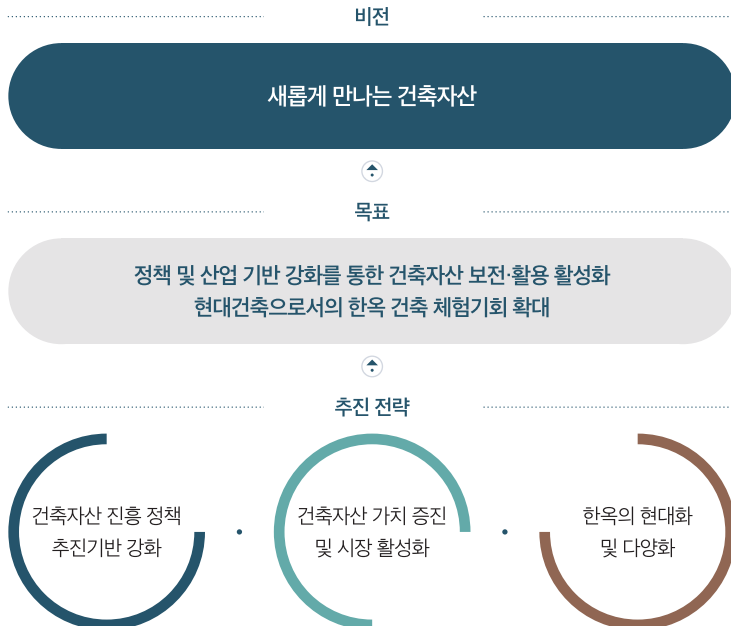 비전
새롭게 만나는 건축자산
목표
정책 및 산업 기반 강화를 통한 건축자산 보전·활용 활성화
현대건축으로서의 한옥 건축 체험기회 확대
추진 전략
건축자산 진흥 정책
추진기반 강화
건축자산 가치 증진
및 시장 활성화
한옥의 현대화
및 다양화